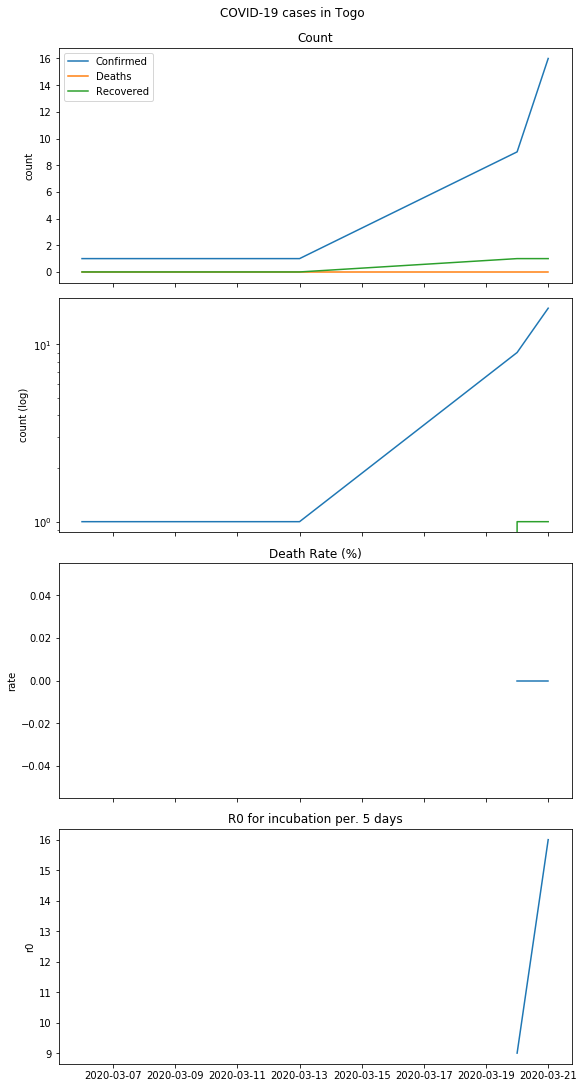 COVID-19 cases in Togo
Count
Confirmed
Deaths
Recovered
16
14
12
10
8
6
4
2
0
count
10¹
10⁰
count (log)
Death Rate (%)
0.04
0.02
0.00
−0.02
−0.04
rate
R0 for incubation per. 5 days
16
15
14
13
12
11
10
9
r0
2020-03-07 2020-03-09 2020-03-11 2020-03-13 2020-03-15 2020-03-17 2020-03-19 2020-03-21